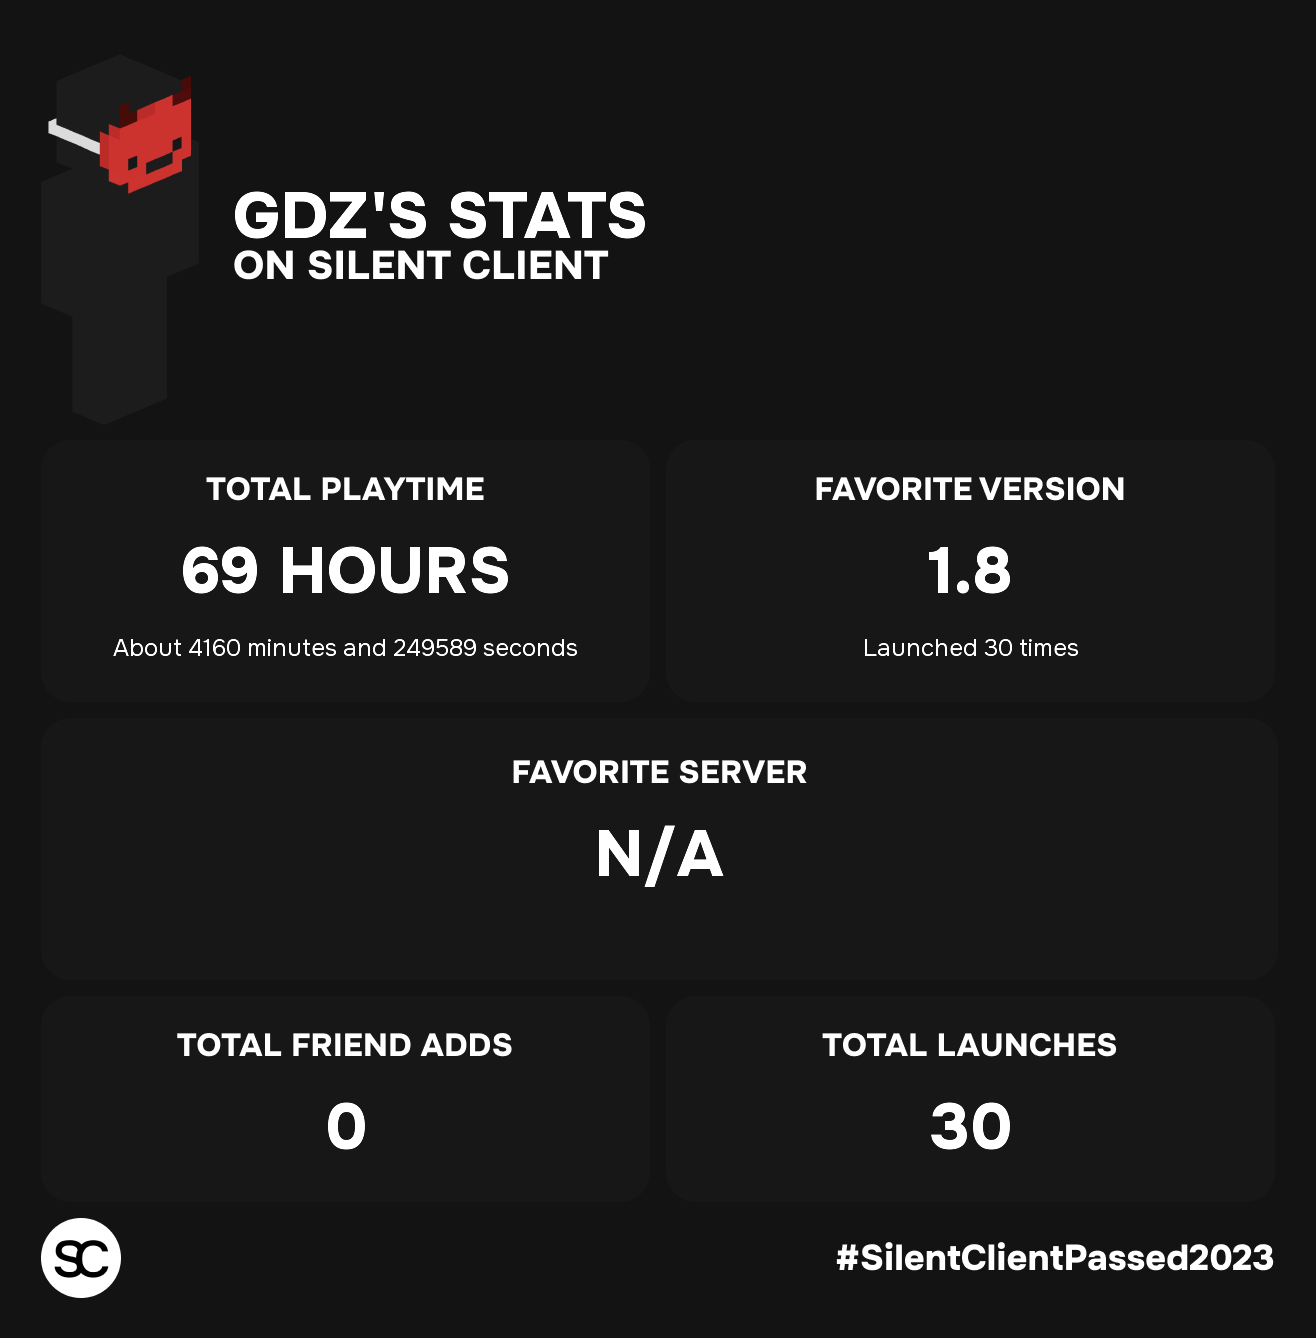 GDZ'S STATS
ON SILENT CLIENT
TOTAL PLAYTIME
69 HOURS
About 4160 minutes and 249589 seconds
FAVORITE VERSION
1.8
Launched 30 times
FAVORITE SERVER
N/A
TOTAL FRIEND ADDS
0
TOTAL LAUNCHES
30
SC
#SilentClientPassed2023